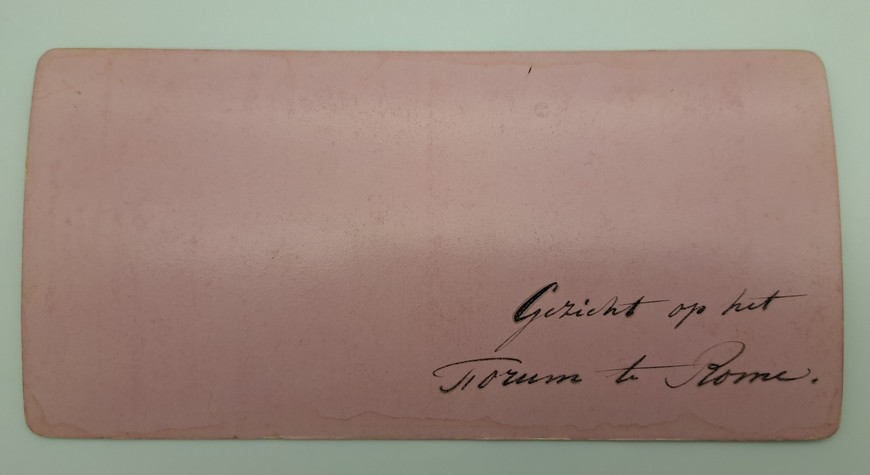 Gezicht op het
Forum te Rome.